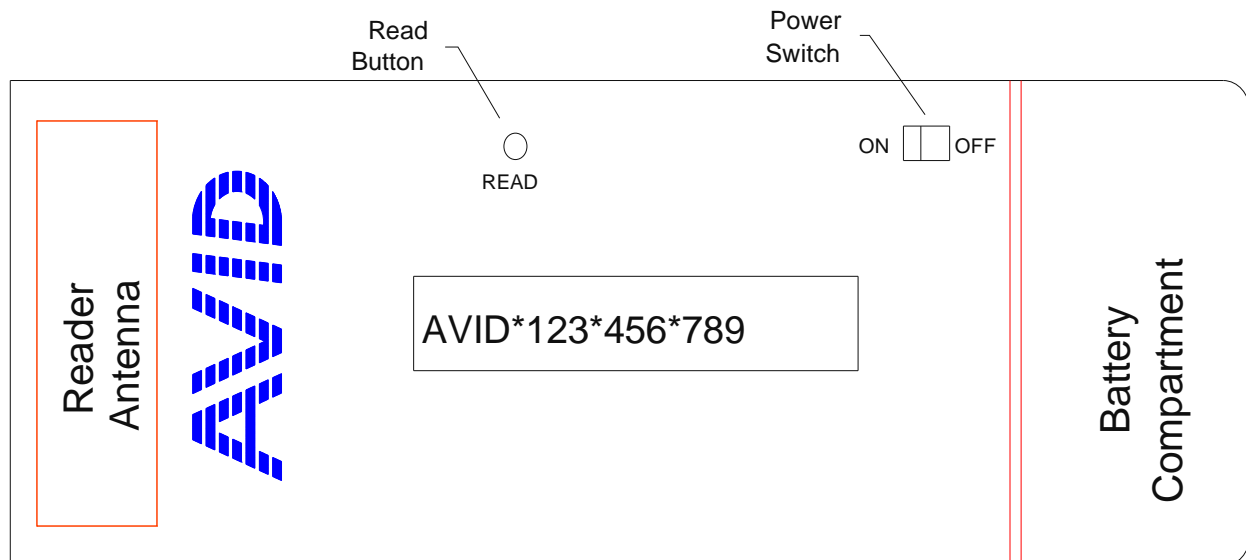 Read
Button
Power
Switch
READ
ON
OFF
Reader
Antenna
AVID
AVID*123*456*789
Battery
Compartment